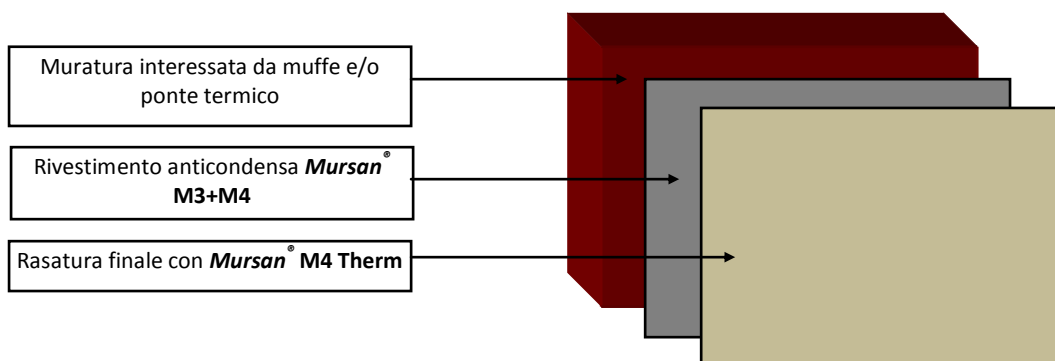 Muratura interessata da muffe e/o
ponte termico
Rivestimento anticondensa Mursan®
M3+M4
Rasatura finale con Mursan® M4 Therm